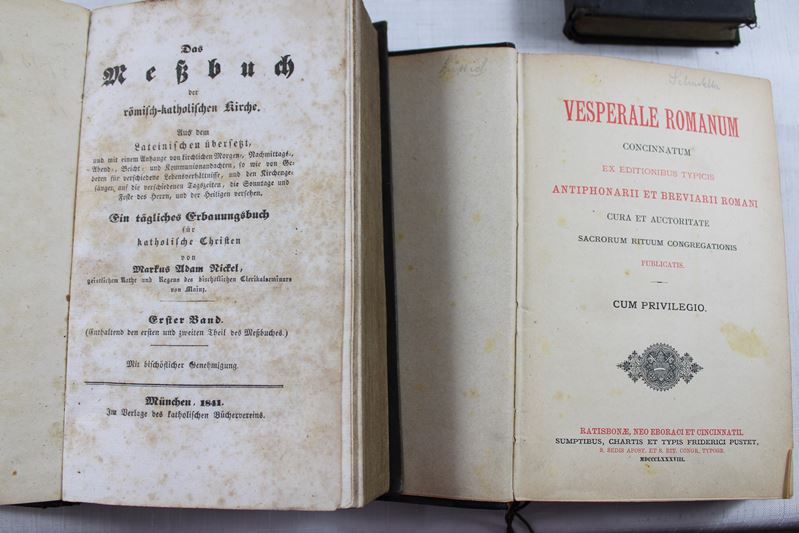 Das
Meßbuch
der
römisch-katholischen Kirche.
Aus dem
Lateinischen übersetzt,
und mit einem Anhange von kirchlichen Morgen-, Nachmittags-,
Abend-, Beicht- und Kommunionandachten, so wie von Ge-
beten für verschiedene Lebensverhältnisse, und den Kirchenge-
sängen, auf die verschiedenen Tagszeiten, die Sonntage und
Feste des Herrn, und der Heiligen versehen.
Ein tägliches Erbauungsbuch
für
katholische Christen
von
Markus Adam Nickel,
geistlichem Rathe und Regens des bischöflichen Clerikalseminars
von Mainz.
Erster Band.
(Enthaltend den ersten und zweiten Theil des Meßbuches.)
Mit bischöflicher Genehmigung.
München, 1841.
Im Verlage des katholischen Büchervereins.
VESPERALE ROMANUM
CONCINNATUM
EX EDITIONIBUS TYPICIS
ANTIPHONARII ET BREVIARII ROMANI
CURA ET AUCTORITATE
SACRORUM RITUUM CONGREGATIONIS
PUBLICATIS.
CUM PRIVILEGIO.
RATISBONÆ, NEO EBORACI ET CINCINNATII,
SUMPTIBUS, CHARTIS ET TYPIS FRIDERICI PUSTET,
S. SEDIS APOST. ET S. RIT. CONGR. TYPOGR.
MDCCCLXXXVIII.